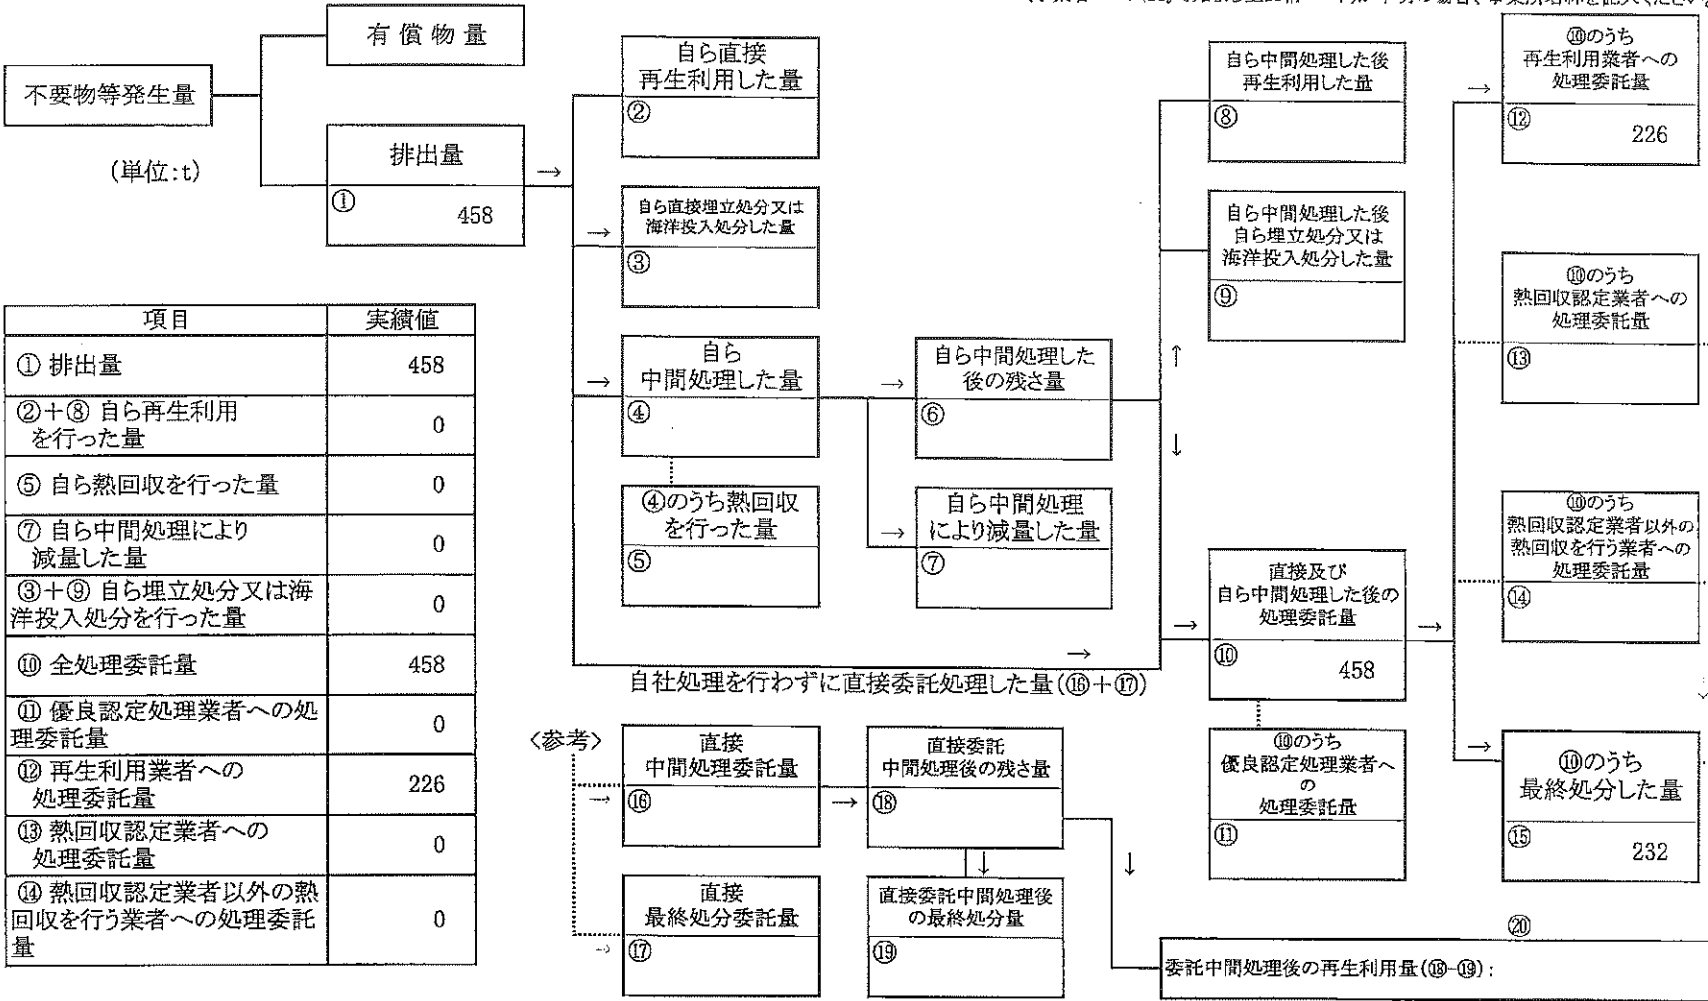 有償物量
不要物等発生量
(単位:t)
排出量
①
458
自ら直接
再生利用した量
②
自ら直接埋立処分又は
海洋投入処分した量
③
自ら
中間処理した量
④
④のうち熱回収
を行った量
⑤
自ら中間処理した
後の残さ量
⑥
自ら中間処理
により減量した量
⑦
自ら中間処理した後
再生利用した量
⑧
自ら中間処理した後
自ら埋立処分又は
海洋投入処分した量
⑨
直接及び
自ら中間処理した後の
処理委託量
⑩
458
⑩のうち
優良認定処理業者へ
の
処理委託量
⑪
⑩のうち
再生利用業者への
処理委託量
⑫
226
⑩のうち
熱回収認定業者への
処理委託量
⑬
⑩のうち
熱回収認定業者以外の
熱回収を行う業者への
処理委託量
⑭
⑩のうち
最終処分した量
⑮
232
自社処理を行わずに直接委託処理した量(⑯+⑰)
〈参考〉
直接
中間処理委託量
⑯
直接
最終処分委託量
⑰
直接委託
中間処理後の残さ量
⑱
直接委託中間処理後
の最終処分量
⑲
⑳
委託中間処理後の再生利用量(⑱-⑲):
項目 実績値
① 排出量 458
②+⑧ 自ら再生利用
を行った量 0
⑤ 自ら熱回収を行った量 0
⑦ 自ら中間処理により
減量した量 0
③+⑨ 自ら埋立処分又は海
洋投入処分を行った量 0
⑩ 全処理委託量 458
⑪ 優良認定処理業者への処
理委託量 0
⑫ 再生利用業者への
処理委託量 226
⑬ 熱回収認定業者への
処理委託量 0
⑭ 熱回収認定業者以外の熱
回収を行う業者への処理委託
量 0